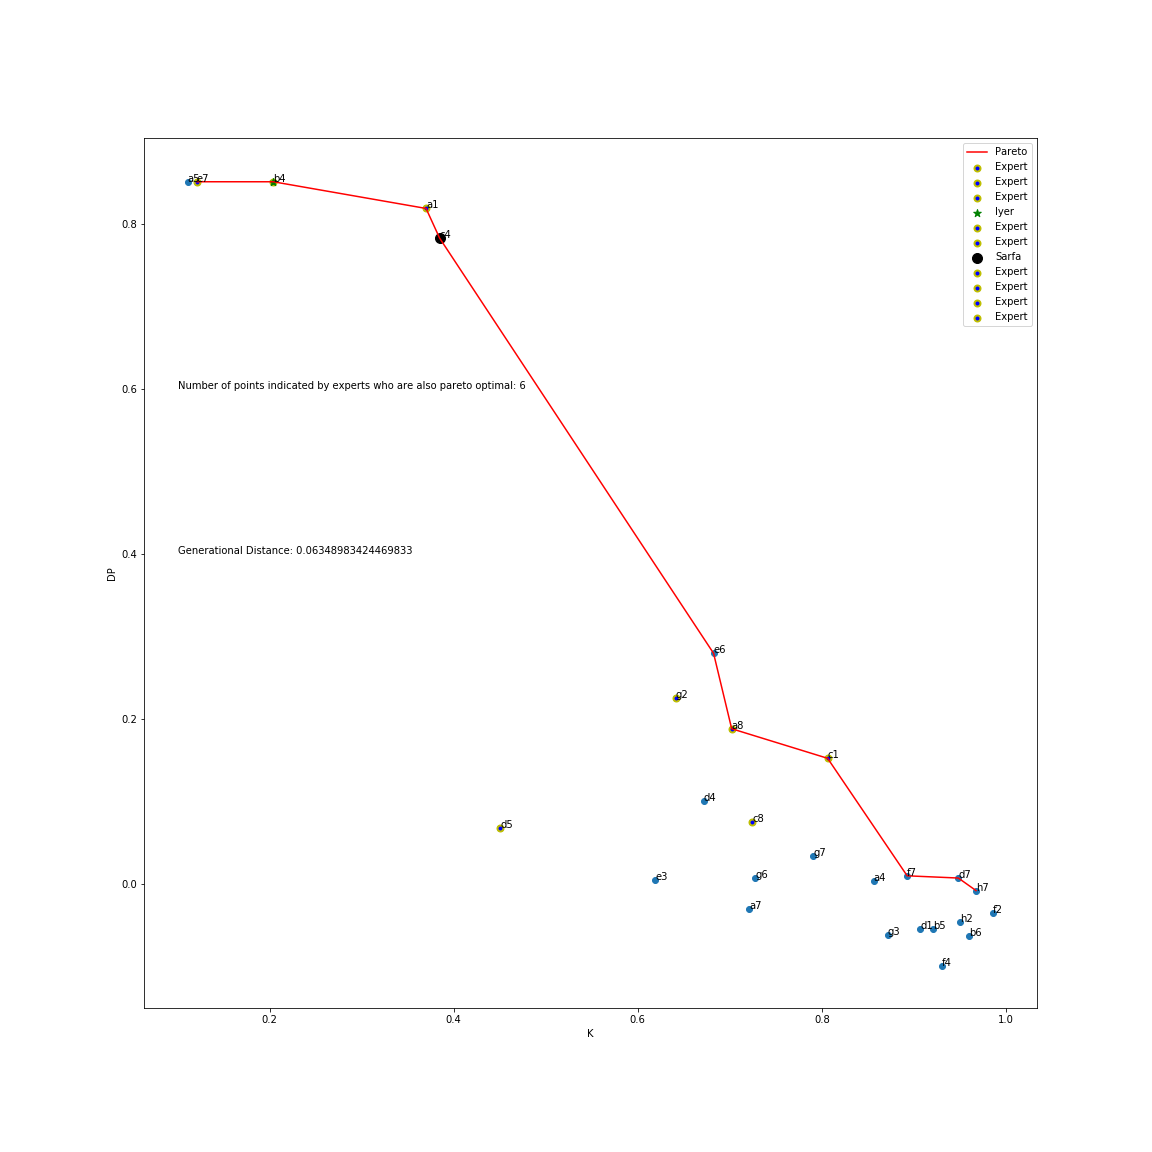 Pareto
Expert
Expert
Expert
Iyer
Expert
Expert
Sarfa
Expert
Expert
Expert
Expert
a5 e7 b4
a1
0.8
Number of points indicated by experts who are also pareto optimal: 6
0.6
Generational Distance: 0.06348983424469833
0.4
DP
e6
g2
a8
0.2
c1
d4
c8
d5
g7
e3 g6 a4 f7 d7
0.0
h7
a7
f2
h2
g3 d1 b5 b6
f4
0.2 0.4 0.6 0.8 1.0
K